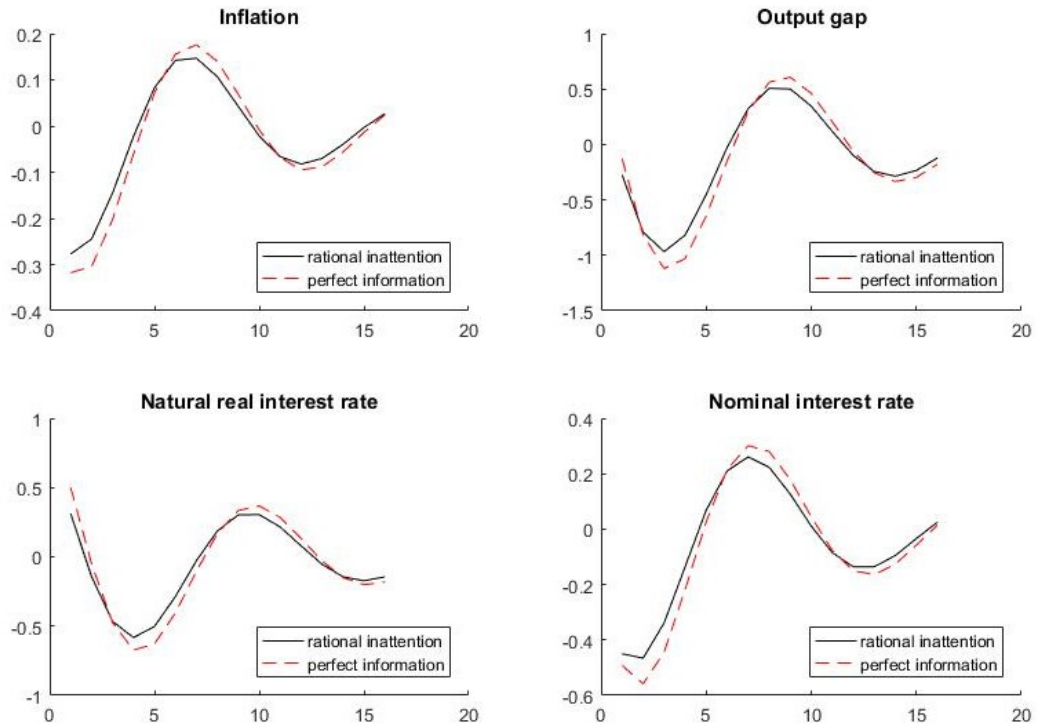 Inflation
0.2
0.1
0
-0.1
-0.2
-0.3
-0.4
0 5 10 15 20
rational inattention
perfect information
Output gap
1
0.5
0
-0.5
-1
-1.5
0 5 10 15 20
rational inattention
perfect information
Natural real interest rate
1
0.5
0
-0.5
-1
0 5 10 15 20
rational inattention
perfect information
Nominal interest rate
0.4
0.2
0
-0.2
-0.4
-0.6
0 5 10 15 20
rational inattention
perfect information